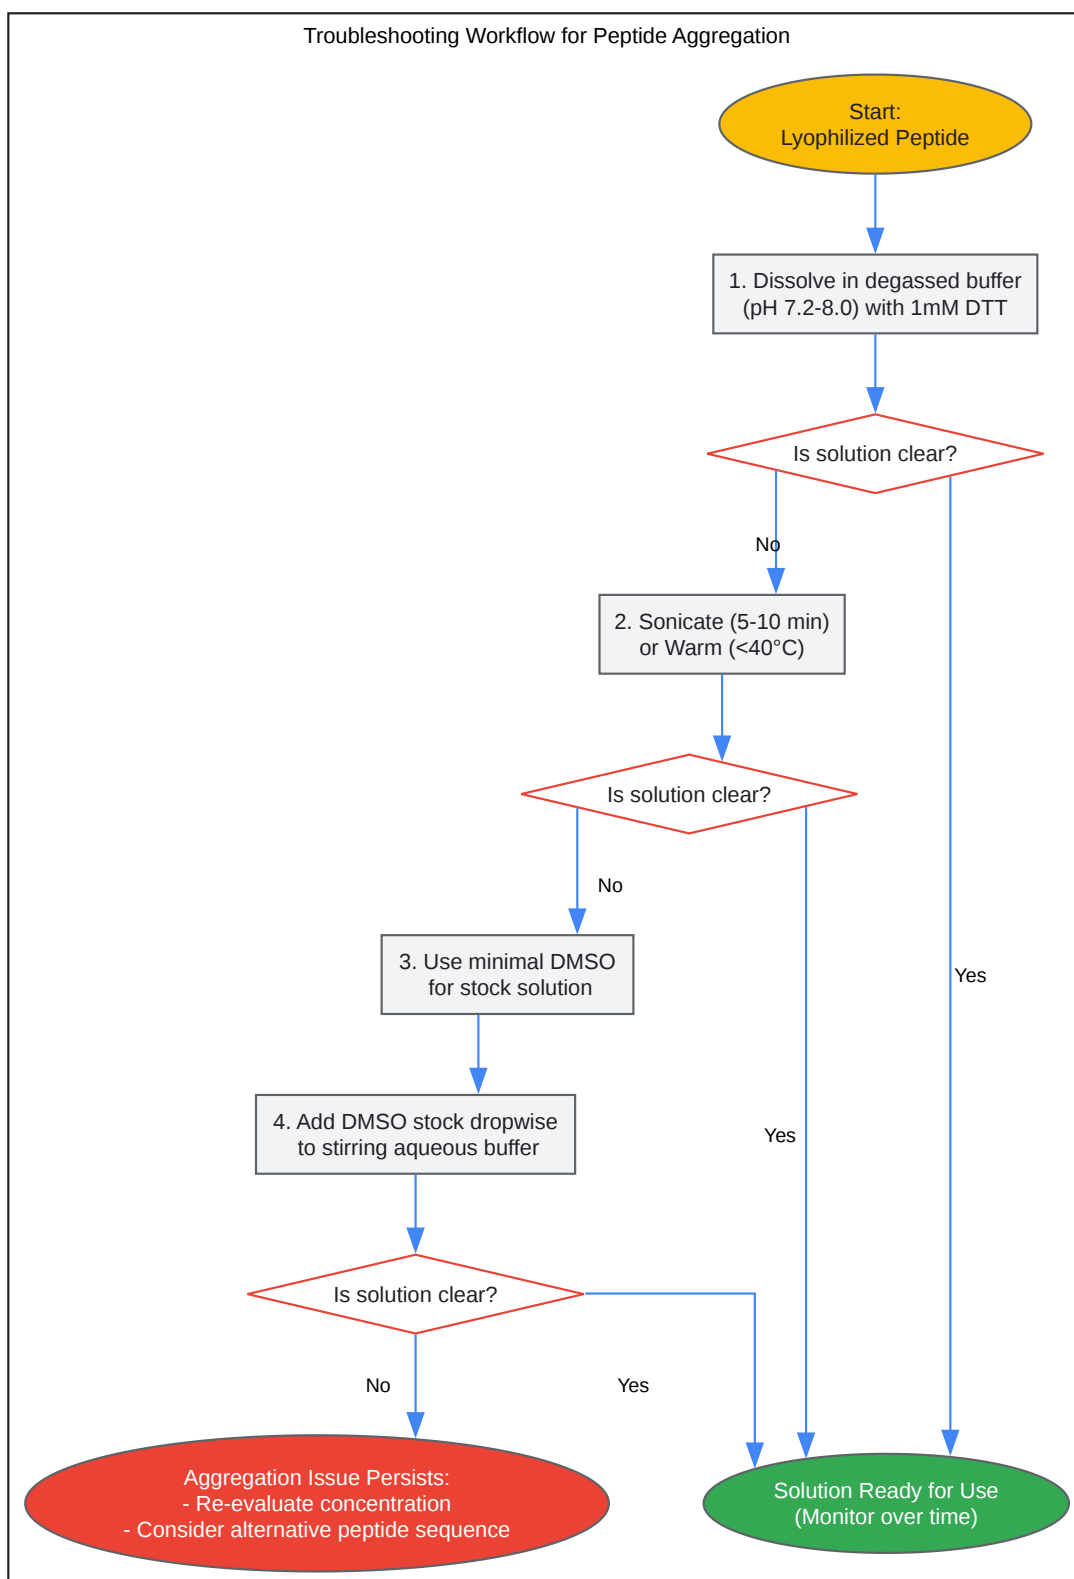 Troubleshooting Workflow for Peptide Aggregation
Start:
Lyophilized Peptide
1. Dissolve in degassed buffer
(pH 7.2-8.0) with 1mM DTT
Is solution clear?
No
2. Sonicate (5-10 min)
or Warm (<40°C)
Is solution clear?
No
3. Use minimal DMSO
for stock solution
Yes
4. Add DMSO stock dropwise
to stirring aqueous buffer
Yes
Is solution clear?
No
Yes
Aggregation Issue Persists:
- Re-evaluate concentration
- Consider alternative peptide sequence
Solution Ready for Use
(Monitor over time)